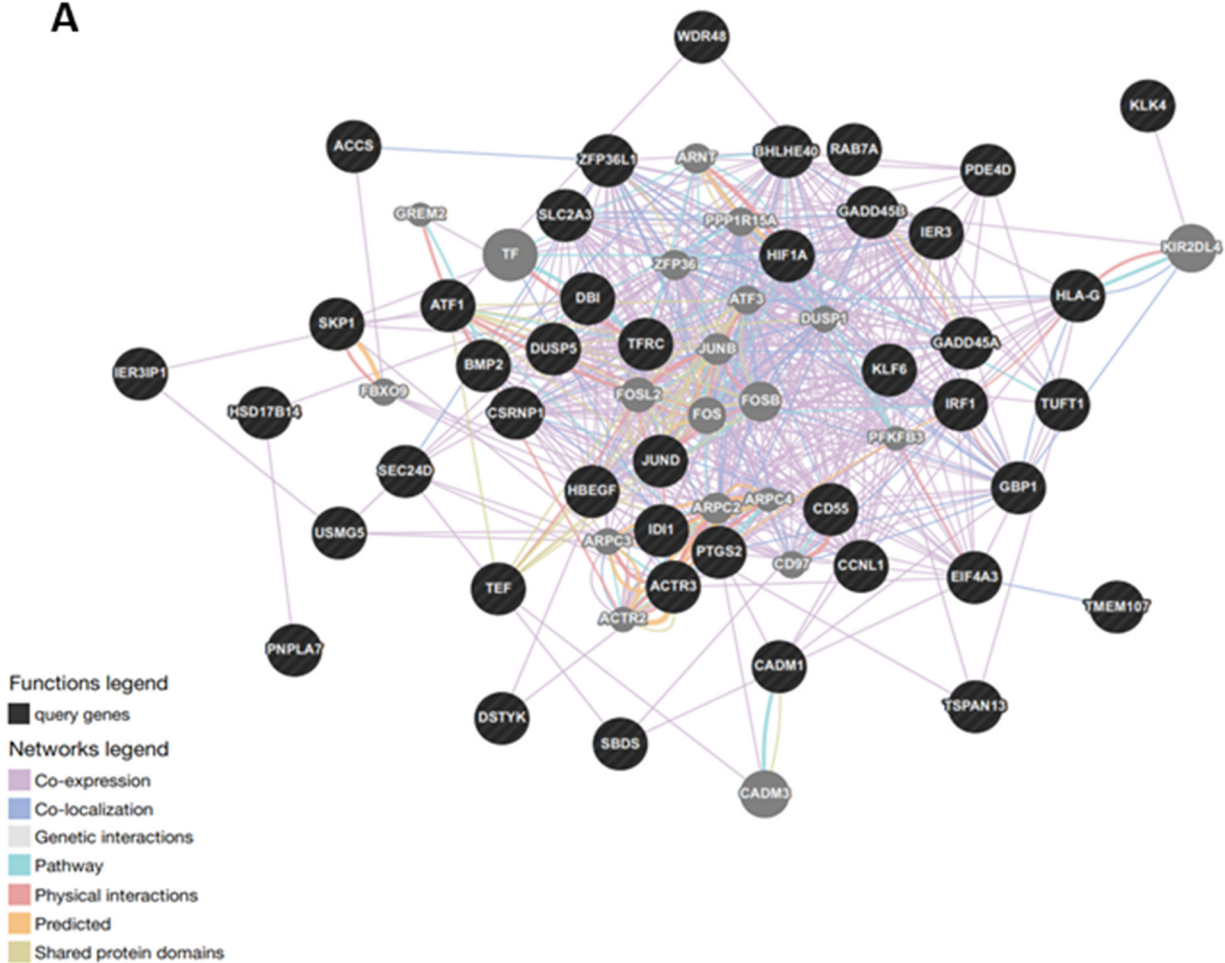 A
WDR48
KLK4
ACCS
ZFP36L1
ARNT
BHLHE40
RAB7A
PDE4D
GREM2
SLC2A3
PPP1R15A
GADD45B
IER3
KIR2DL4
TF
ZFP36
HIF1A
ATF1
DBI
ATF3
HLA-G
SKP1
DUSP1
DUSP5
TFRC
JUNB
GADD45A
IER3IP1
BMP2
KLF6
FBXO9
FOSL2
FOSB
IRF1
TUFT1
HSD17B14
CSRNP1
FOS
PFKFB3
SEC24D
JUND
GBP1
HBEGF
ARPC2
ARPC4
CD55
USMG5
ARPC3
IDI1
PTGS2
CD97
CCNL1
EIF4A3
TEF
ACTR3
TMEM107
ACTR2
PNPLA7
CADM1
DSTYK
TSPAN13
SBDS
CADM3
Functions legend
query genes
Networks legend
Co-expression
Co-localization
Genetic interactions
Pathway
Physical interactions
Predicted
Shared protein domains